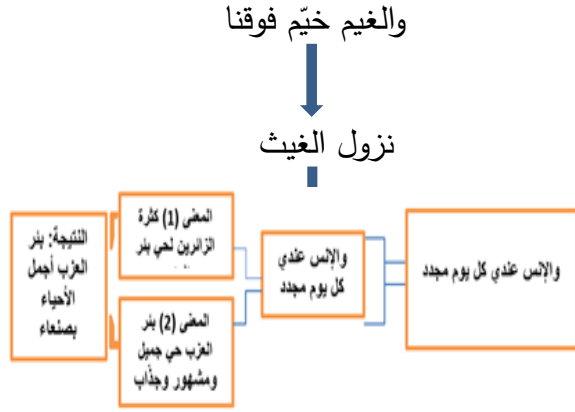 والغيم خيّم فوقنا
نزول الغيث
والإنس عندي كل يوم مجدد
والإنس عندي
كل يوم مجدد
المعنى (1) كثرة
الزائرين لحي بئر
المعنى (2) بئر
العزب حي جميل
ومشهور وجذّاب
النتيجة: بئر
العزب أجمل
الأحياء
بصنعاء